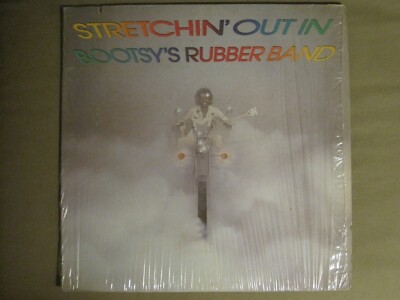 STRETCHIN' OUT IN
BOOTSY'S RUBBER BAND